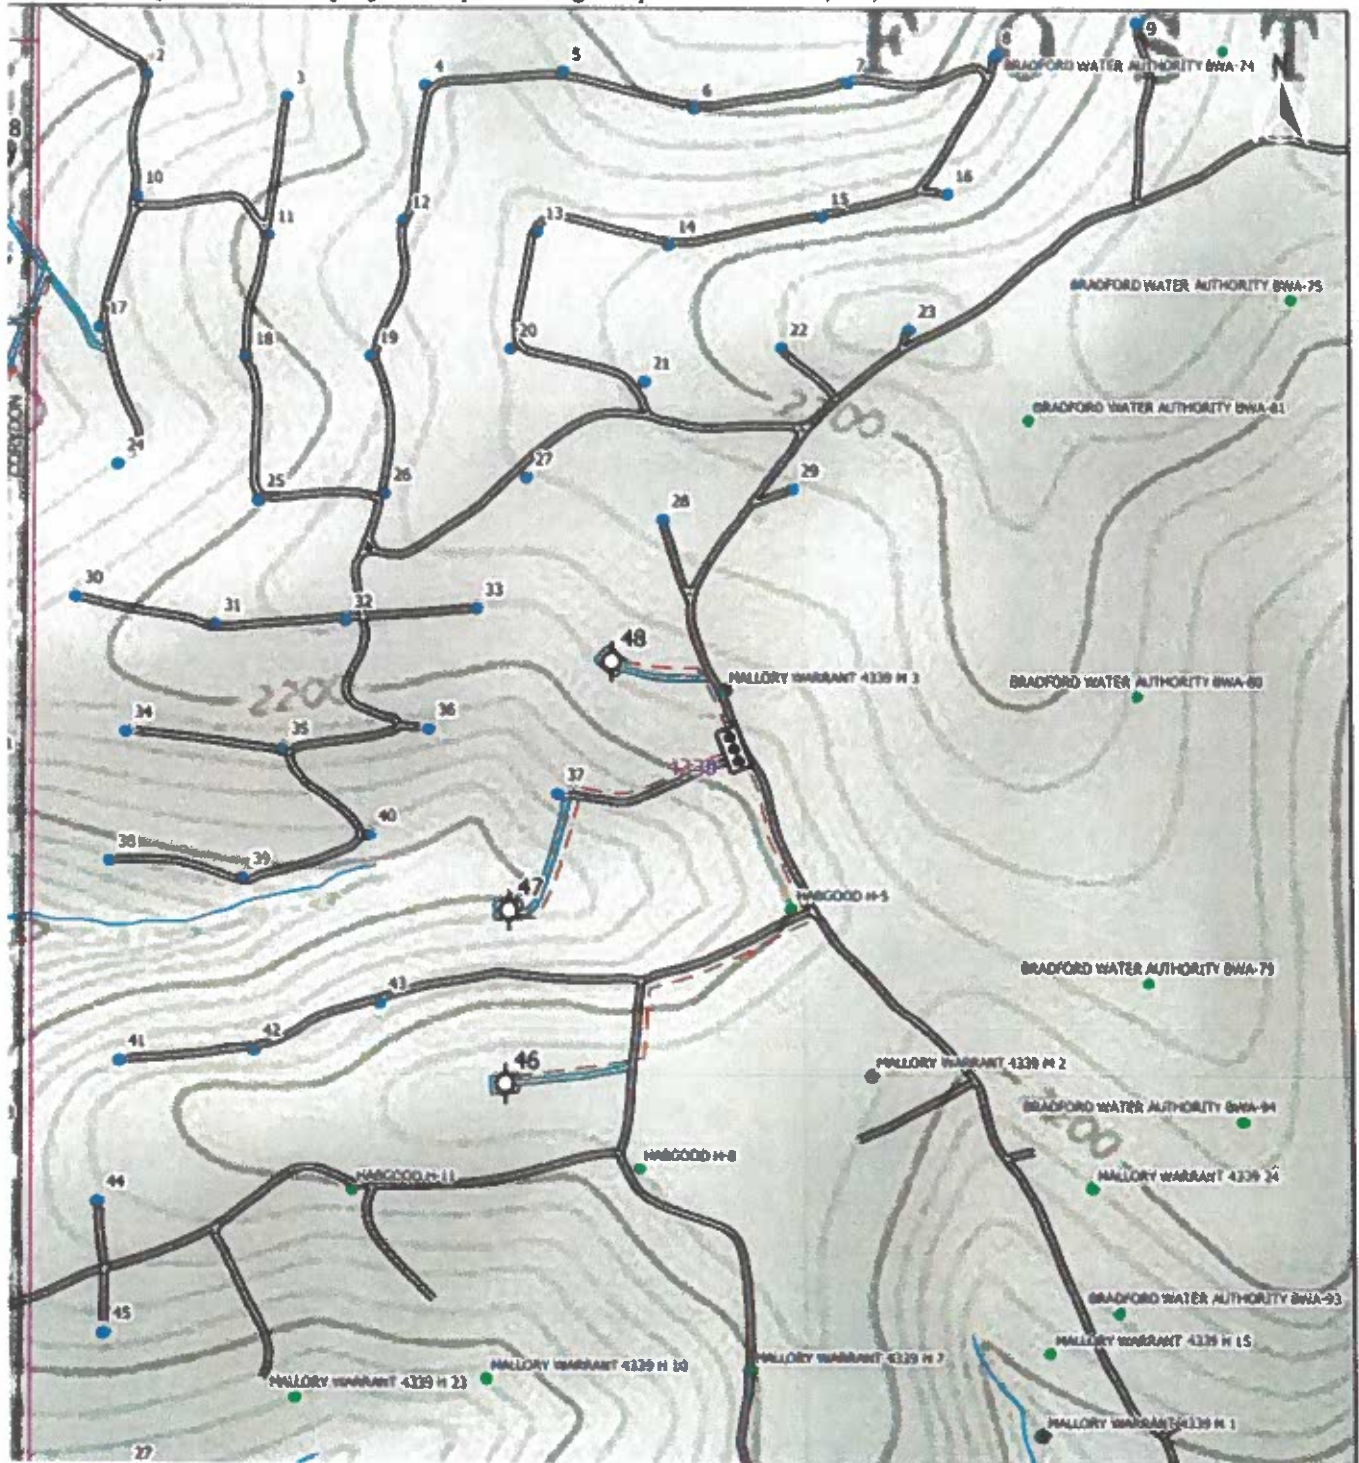 F O S T
2
3
4
5
6
7
8
9
BRADFORD WATER AUTHORITY BWA-74
N
10
11
12
13
14
15
16
BRADFORD WATER AUTHORITY BWA-75
17
18
19
20
21
22
23
2200
BRADFORD WATER AUTHORITY BWA-81
CORYDON
24
25
26
27
28
29
30
31
32
33
48
MALLORY WARRANT 4339 M 3
BRADFORD WATER AUTHORITY BWA-80
2200
34
35
36
37
38
39
40
47
HABGOOD H-5
BRADFORD WATER AUTHORITY BWA-79
41
42
43
46
MALLORY WARRANT 4339 M 2
BRADFORD WATER AUTHORITY BWA-94
HABGOOD H-8
HABGOOD H-11
MALLORY WARRANT 4339 24
44
45
BRADFORD WATER AUTHORITY BWA-93
MALLORY WARRANT 4339 H 15
MALLORY WARRANT 4339 H 7
MALLORY WARRANT 4339 H 10
MALLORY WARRANT 4339 H 23
MALLORY WARRANT 4339 M 1
27